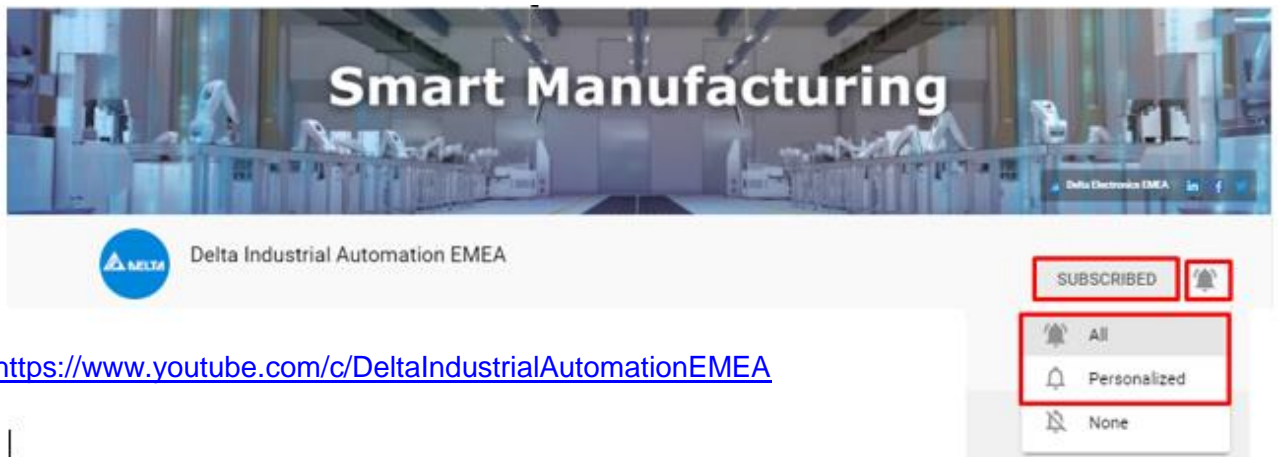 Smart Manufacturing
Delta Electronics EMEA in f
DELTA
Delta Industrial Automation EMEA
SUBSCRIBED
All
https://www.youtube.com/c/DeltaIndustrialAutomationEMEA
Personalized
None